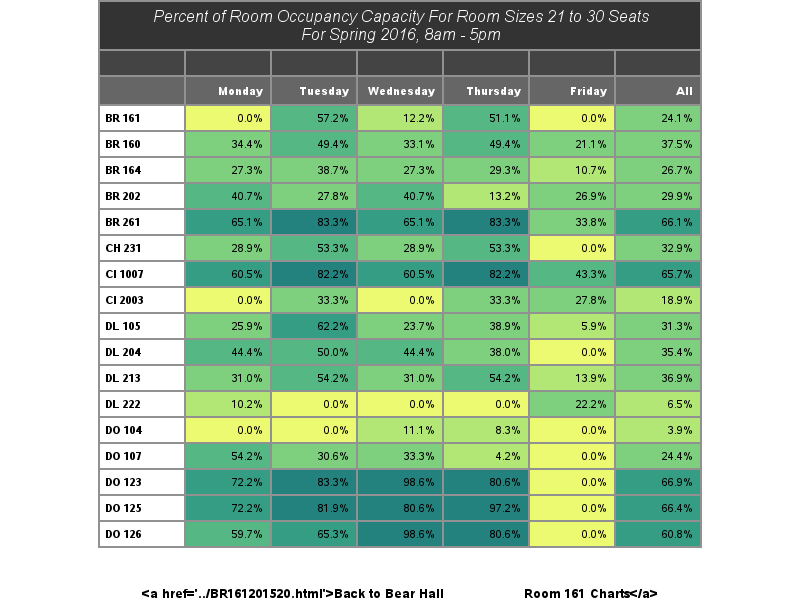 Percent of Room Occupancy Capacity For Room Sizes 21 to 30 Seats
For Spring 2016, 8am - 5pm
Monday Tuesday Wednesday Thursday Friday All
BR 161 0.0% 57.2% 12.2% 51.1% 0.0% 24.1%
BR 160 34.4% 49.4% 33.1% 49.4% 21.1% 37.5%
BR 164 27.3% 38.7% 27.3% 29.3% 10.7% 26.7%
BR 202 40.7% 27.8% 40.7% 13.2% 26.9% 29.9%
BR 261 65.1% 83.3% 65.1% 83.3% 33.8% 66.1%
CH 231 28.9% 53.3% 28.9% 53.3% 0.0% 32.9%
CI 1007 60.5% 82.2% 60.5% 82.2% 43.3% 65.7%
CI 2003 0.0% 33.3% 0.0% 33.3% 27.8% 18.9%
DL 105 25.9% 62.2% 23.7% 38.9% 5.9% 31.3%
DL 204 44.4% 50.0% 44.4% 38.0% 0.0% 35.4%
DL 213 31.0% 54.2% 31.0% 54.2% 13.9% 36.9%
DL 222 10.2% 0.0% 0.0% 0.0% 22.2% 6.5%
DO 104 0.0% 0.0% 11.1% 8.3% 0.0% 3.9%
DO 107 54.2% 30.6% 33.3% 4.2% 0.0% 24.4%
DO 123 72.2% 83.3% 98.6% 80.6% 0.0% 66.9%
DO 125 72.2% 81.9% 80.6% 97.2% 0.0% 66.4%
DO 126 59.7% 65.3% 98.6% 80.6% 0.0% 60.8%
<a href='../BR161201520.html'>Back to Bear Hall Room 161 Charts</a>